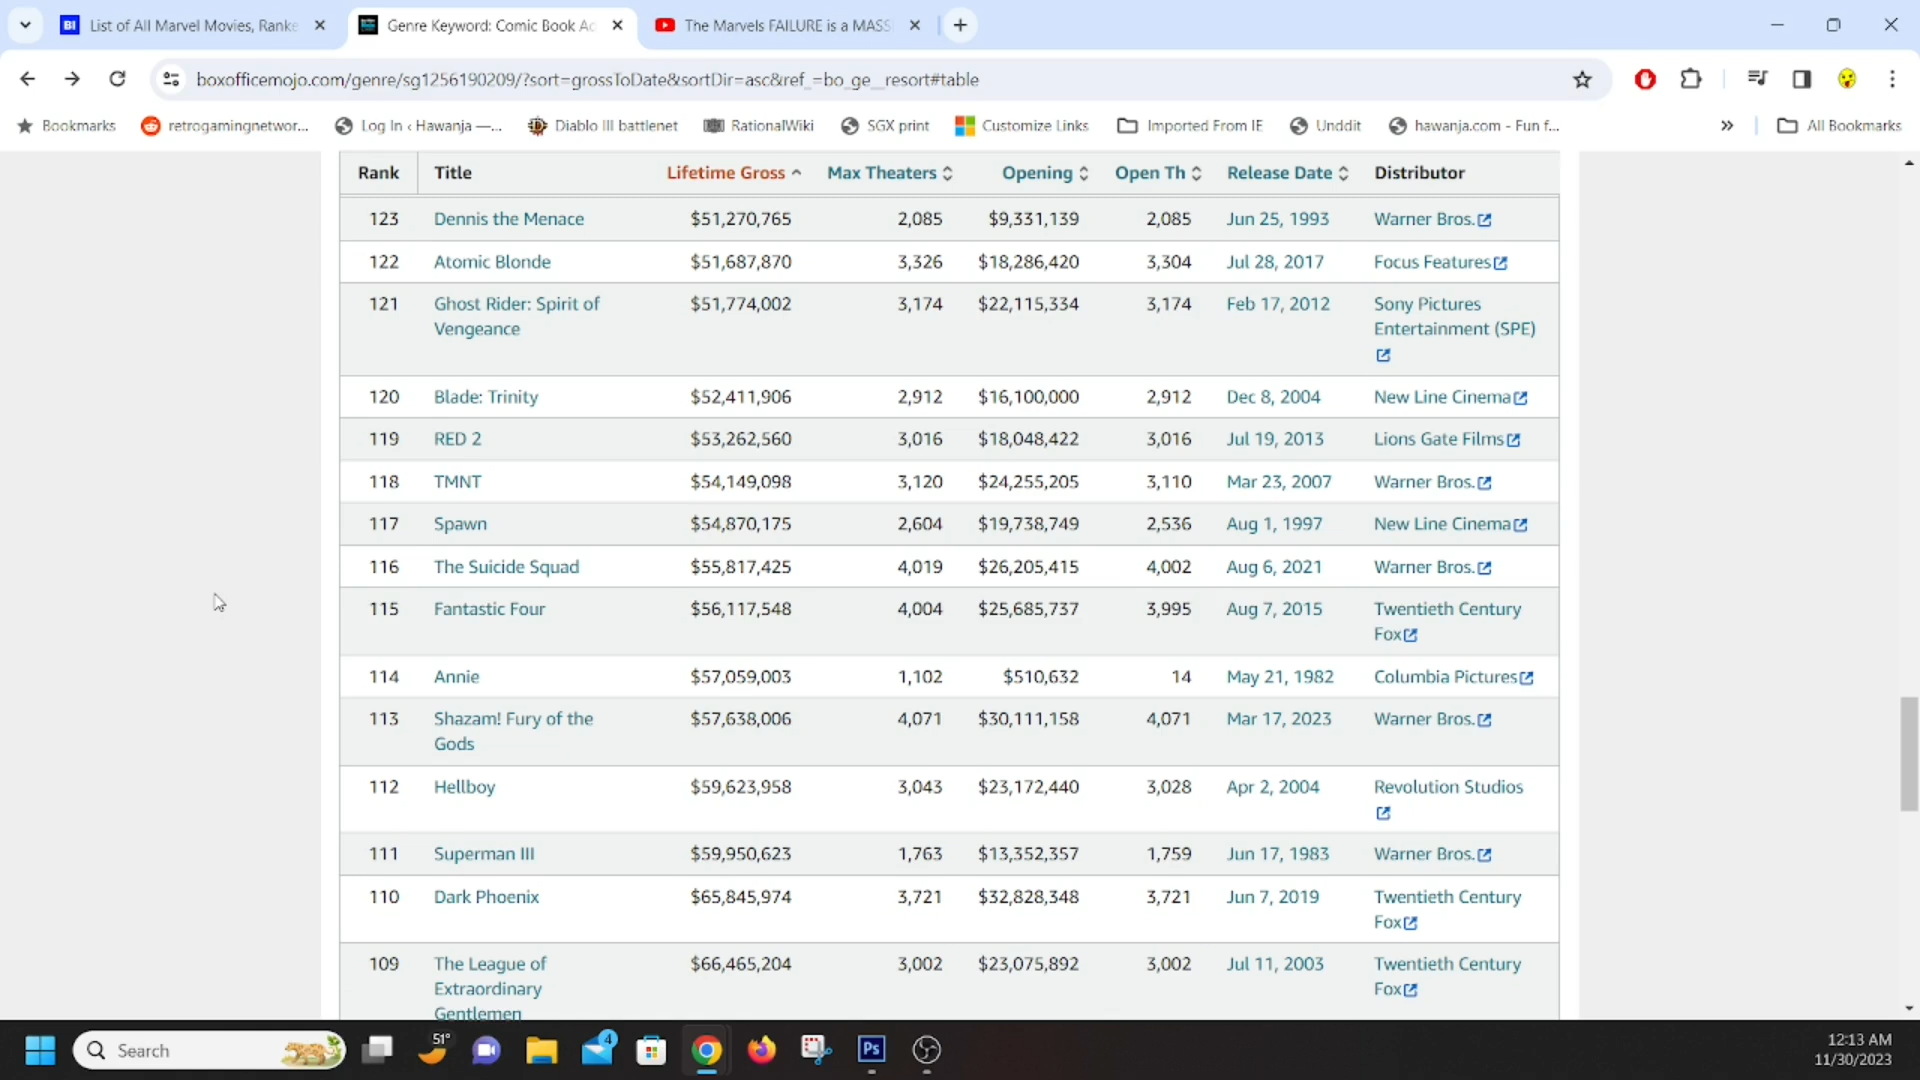 List of All Marvel Movies, Ranke
Genre Keyword: Comic Book Ac
The Marvels FAILURE is a MASS
boxofficemojo.com/genre/sg1256190209/?sort=grossToDate&sortDir=asc&ref_=bo_ge__resort#table
Bookmarks retrogamingnetwor... Log In ‹ Hawanja —... Diablo III battlenet RationalWiki SGX print Customize Links Imported From IE Unddit hawanja.com - Fun f... » All Bookmarks
Rank Title Lifetime Gross Max Theaters Opening Open Th Release Date Distributor
123 Dennis the Menace $51,270,765 2,085 $9,331,139 2,085 Jun 25, 1993 Warner Bros.
122 Atomic Blonde $51,687,870 3,326 $18,286,420 3,304 Jul 28, 2017 Focus Features
121 Ghost Rider: Spirit of $51,774,002 3,174 $22,115,334 3,174 Feb 17, 2012 Sony Pictures
Vengeance Entertainment (SPE)
120 Blade: Trinity $52,411,906 2,912 $16,100,000 2,912 Dec 8, 2004 New Line Cinema
119 RED 2 $53,262,560 3,016 $18,048,422 3,016 Jul 19, 2013 Lions Gate Films
118 TMNT $54,149,098 3,120 $24,255,205 3,110 Mar 23, 2007 Warner Bros.
117 Spawn $54,870,175 2,604 $19,738,749 2,536 Aug 1, 1997 New Line Cinema
116 The Suicide Squad $55,817,425 4,019 $26,205,415 4,002 Aug 6, 2021 Warner Bros.
115 Fantastic Four $56,117,548 4,004 $25,685,737 3,995 Aug 7, 2015 Twentieth Century
Fox
114 Annie $57,059,003 1,102 $510,632 14 May 21, 1982 Columbia Pictures
113 Shazam! Fury of the $57,638,006 4,071 $30,111,158 4,071 Mar 17, 2023 Warner Bros.
Gods
112 Hellboy $59,623,958 3,043 $23,172,440 3,028 Apr 2, 2004 Revolution Studios
111 Superman III $59,950,623 1,763 $13,352,357 1,759 Jun 17, 1983 Warner Bros.
110 Dark Phoenix $65,845,974 3,721 $32,828,348 3,721 Jun 7, 2019 Twentieth Century
Fox
109 The League of $66,465,204 3,002 $23,075,892 3,002 Jul 11, 2003 Twentieth Century
Extraordinary Fox
Gentlemen
Search 51° 4 Ps 12:13 AM
11/30/2023